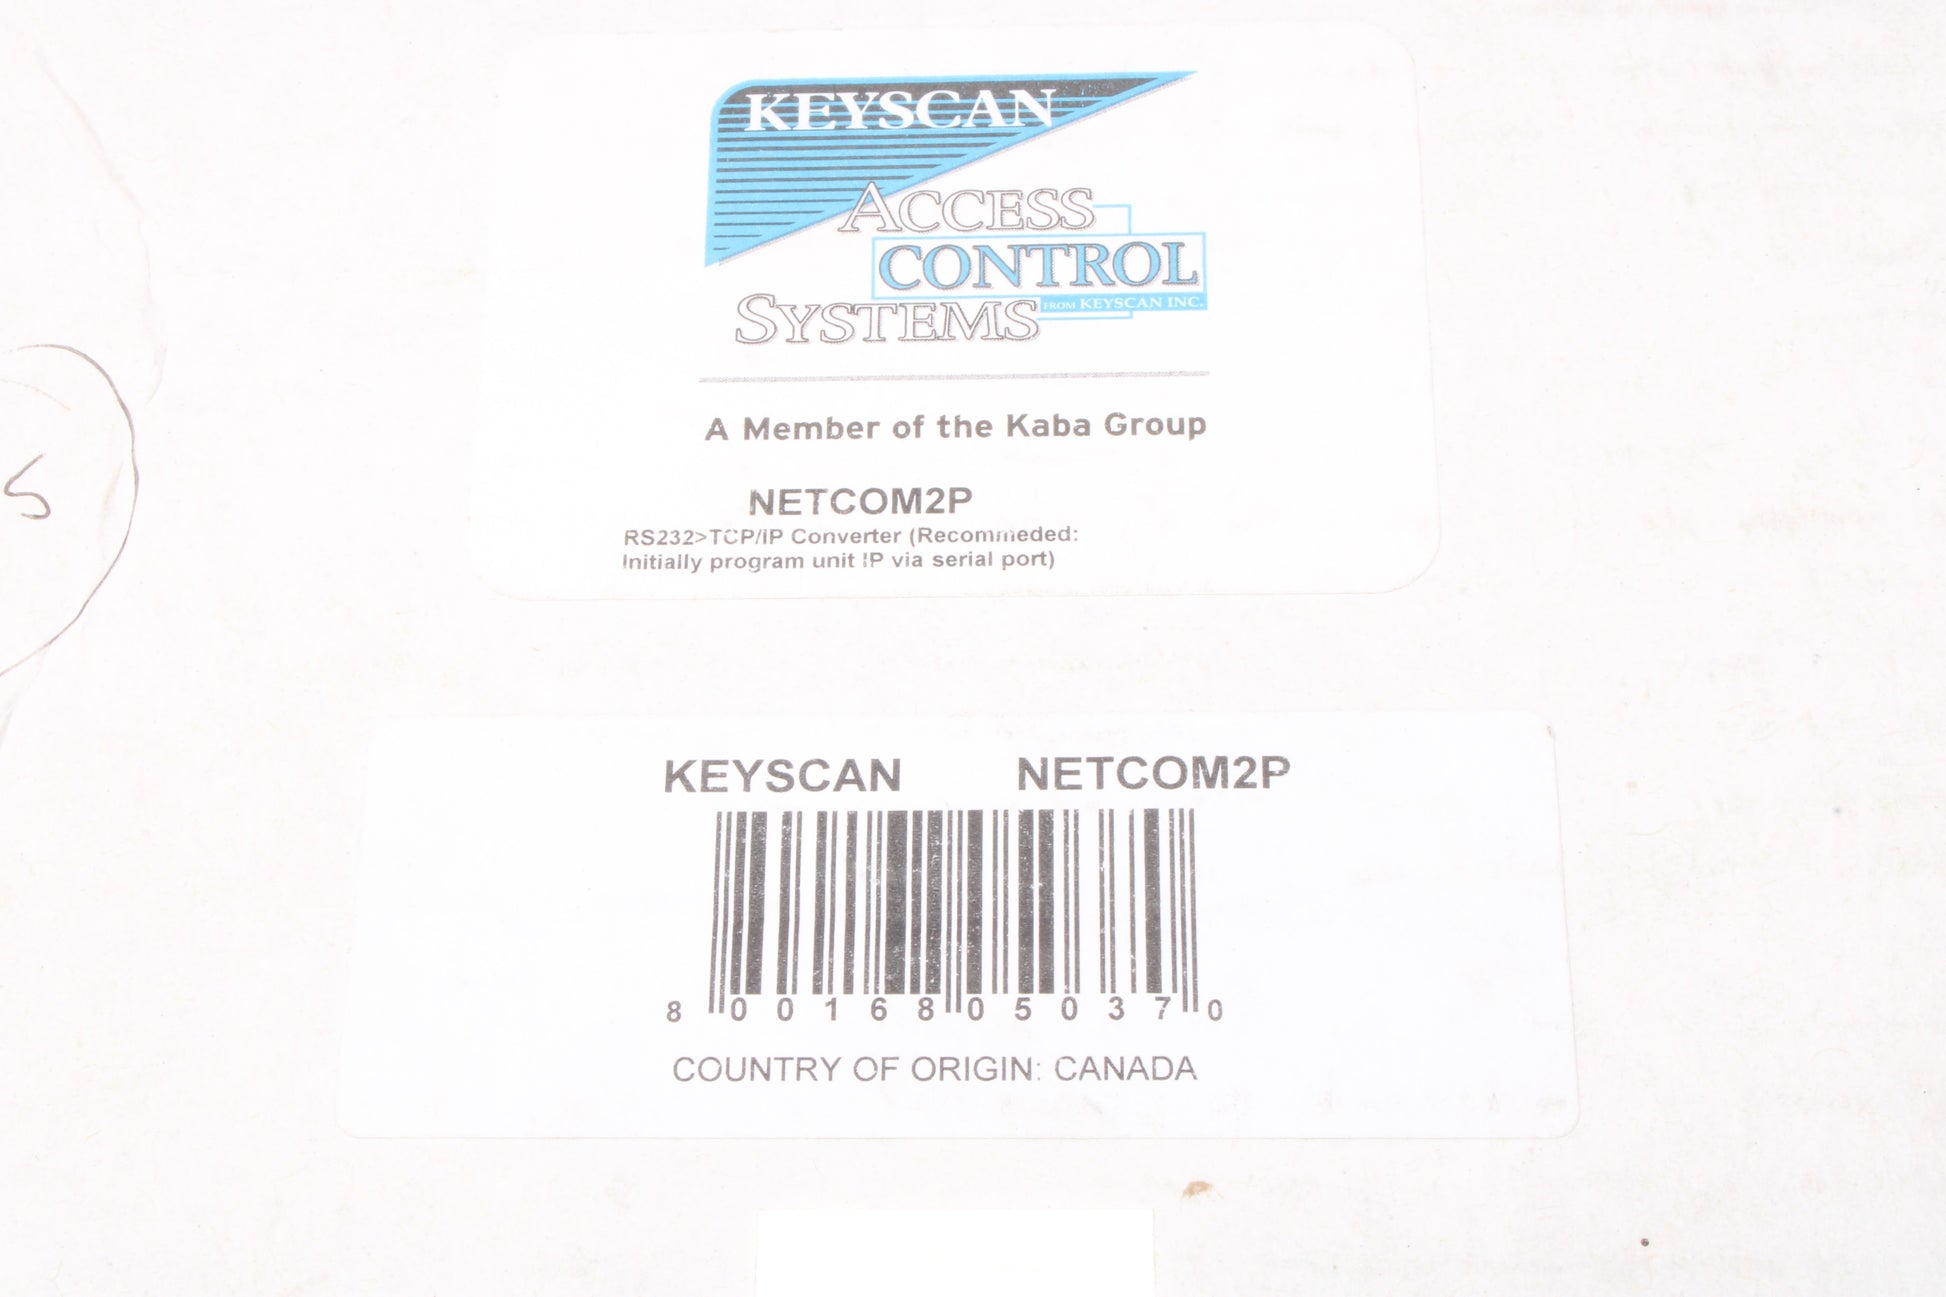 KEYSCAN
ACCESS
CONTROL
SYSTEMS FROM KEYSCAN INC.
A Member of the Kaba Group
NETCOM2P
RS232>TCP/IP Converter (Recommeded:
Initially program unit IP via serial port)
S
KEYSCAN NETCOM2P
8 00168 05037 0
COUNTRY OF ORIGIN: CANADA